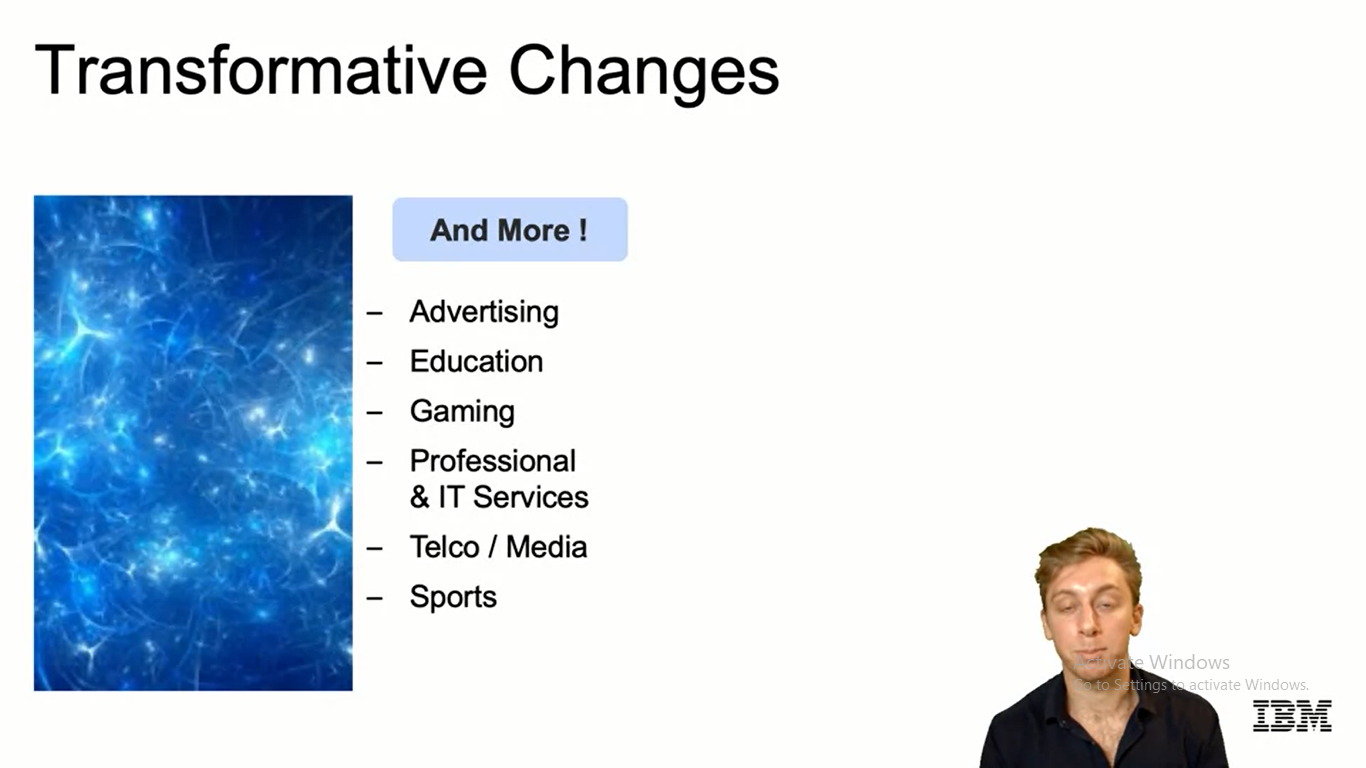 Transformative Changes
And More !
– Advertising
– Education
– Gaming
– Professional
& IT Services
– Telco / Media
– Sports
Activate Windows
Go to Settings to activate Windows.
IBM